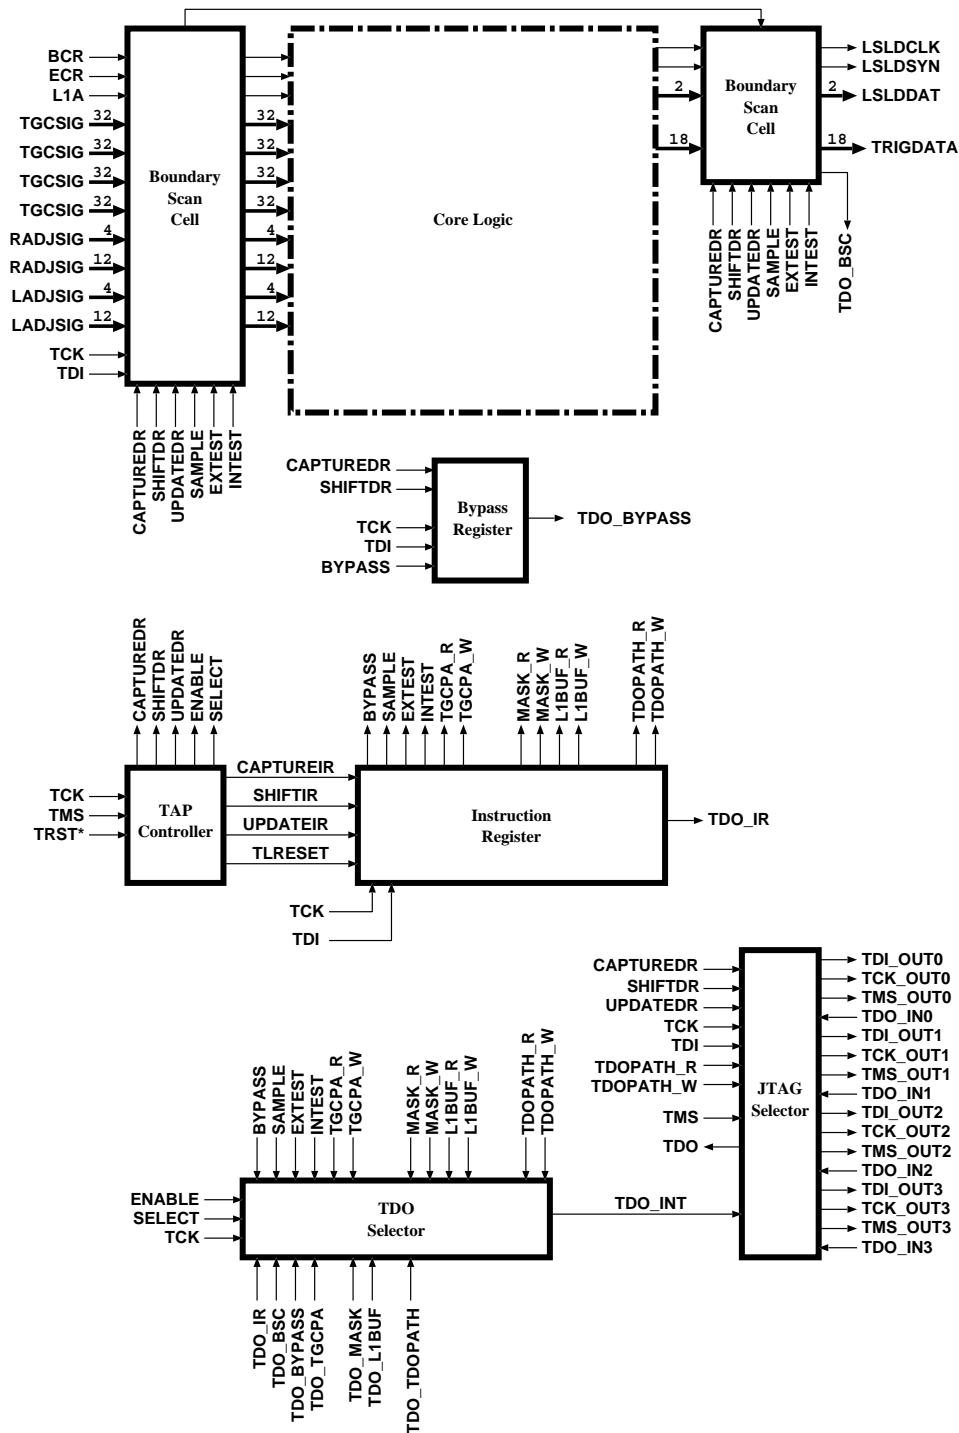 BCR
ECR
L1A
TGCSIG 32
TGCSIG 32
TGCSIG 32
TGCSIG 32
RADJSIG 4
RADJSIG 12
LADJSIG 4
LADJSIG 12
TCK
TDI
Boundary
Scan
Cell
CAPTUREDR
SHIFTDR
UPDATEDR
SAMPLE
EXTEST
INTEST
32
32
32
32
4
12
4
12
Core Logic
2
18
Boundary
Scan
Cell
LSLDCLK
LSLDSYN
2 LSLDDAT
18 TRIGDATA
CAPTUREDR
SHIFTDR
UPDATEDR
SAMPLE
EXTEST
INTEST
TDO_BSC
CAPTUREDR
SHIFTDR
TCK
TDI
BYPASS
Bypass
Register
TDO_BYPASS
CAPTUREDR
SHIFTDR
UPDATEDR
ENABLE
SELECT
TCK
TMS
TRST*
TAP
Controller
CAPTUREIR
SHIFTIR
UPDATEIR
TLRESET
BYPASS
SAMPLE
EXTEST
INTEST
TGCPA_R
TGCPA_W
MASK_R
MASK_W
L1BUF_R
L1BUF_W
TDOPATH_R
TDOPATH_W
Instruction
Register
TDO_IR
TCK
TDI
BYPASS
SAMPLE
EXTEST
INTEST
TGCPA_R
TGCPA_W
MASK_R
MASK_W
L1BUF_R
L1BUF_W
TDOPATH_R
TDOPATH_W
ENABLE
SELECT
TCK
TDO
Selector
TDO_INT
TDO_IR
TDO_BSC
TDO_BYPASS
TDO_TGCPA
TDO_MASK
TDO_L1BUF
TDO_TDOPATH
CAPTUREDR
SHIFTDR
UPDATEDR
TCK
TDI
TDOPATH_R
TDOPATH_W
TMS
TDO
JTAG
Selector
TDI_OUT0
TCK_OUT0
TMS_OUT0
TDO_IN0
TDI_OUT1
TCK_OUT1
TMS_OUT1
TDO_IN1
TDI_OUT2
TCK_OUT2
TMS_OUT2
TDO_IN2
TDI_OUT3
TCK_OUT3
TMS_OUT3
TDO_IN3